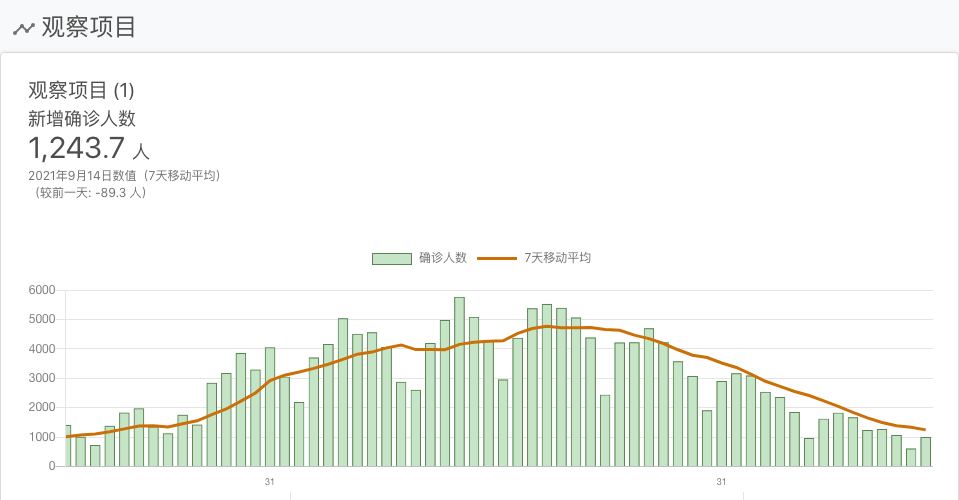 观察项目
观察项目 (1)
新增确诊人数
1,243.7 人
2021年9月14日数值（7天移动平均）
（较前一天: -89.3 人）
确诊人数 7天移动平均
6000
5000
4000
3000
2000
1000
0
31 31